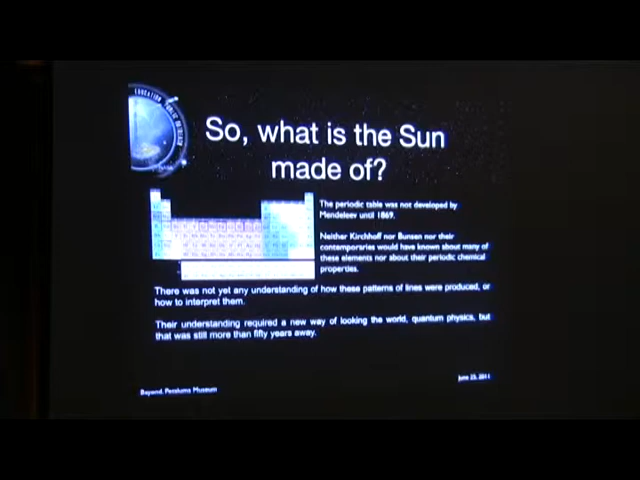 EDUCATION
So, what is the Sun
made of?
The periodic table was not developed by
Mendeleev until 1869.
Neither Kirchhoff nor Bunsen nor their
contemporaries would have known about many of
these elements nor about their periodic chemical
properties.
There was not yet any understanding of how these patterns of lines were produced, or
how to interpret them.
Their understanding required a new way of looking the world, quantum physics, but
that was still more than fifty years away.
Beyond Penlums Museum
June 25, 2011